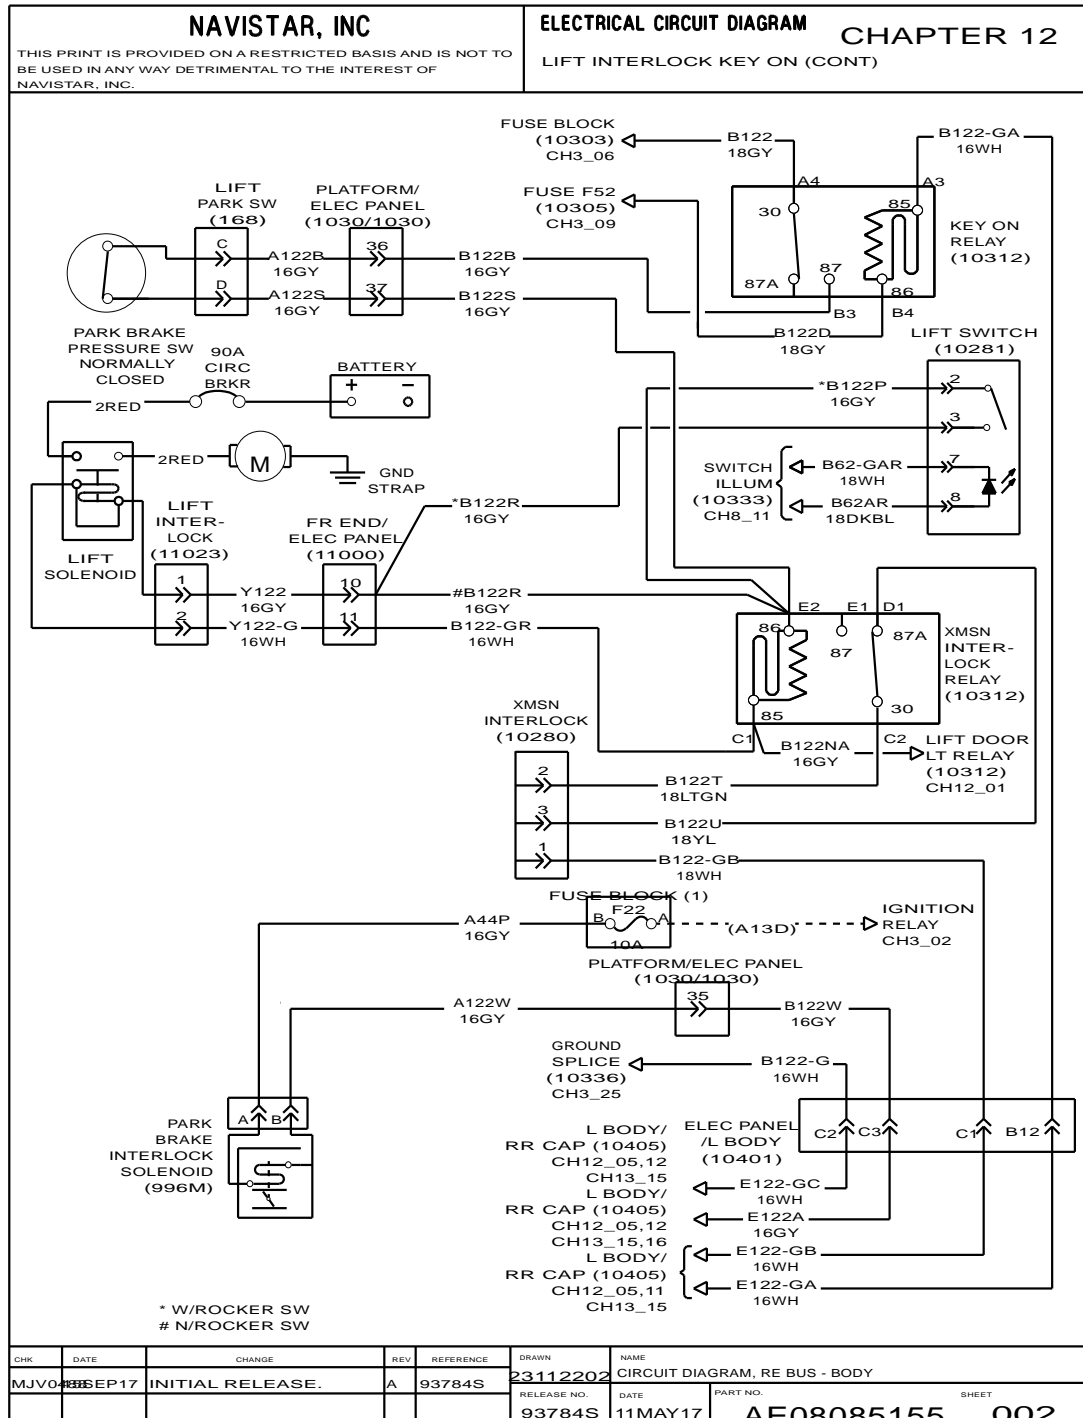 NAVISTAR, INC
THIS PRINT IS PROVIDED ON A RESTRICTED BASIS AND IS NOT TO
BE USED IN ANY WAY DETRIMENTAL TO THE INTEREST OF
NAVISTAR, INC.
ELECTRICAL CIRCUIT DIAGRAM
CHAPTER 12
LIFT INTERLOCK KEY ON (CONT)
FUSE BLOCK
(10303)
CH3_06
B122
18GY
B122-GA
16WH
FUSE F52
(10305)
CH3_09
A4
A3
30
85
87A
87
86
B3
B4
KEY ON
RELAY
(10312)
LIFT
PARK SW
(168)
PLATFORM/
ELEC PANEL
(1030/1030)
C
A122B
16GY
36
B122B
16GY
D
A122S
16GY
37
B122S
16GY
B122D
18GY
PARK BRAKE
PRESSURE SW
NORMALLY
CLOSED
90A
CIRC
BRKR
BATTERY
+
-
2RED
LIFT SWITCH
(10281)
*B122P
16GY
2
3
7
8
SWITCH
ILLUM
(10333)
CH8_11
B62-GAR
18WH
B62AR
18DKBL
2RED
M
GND
STRAP
*B122R
16GY
LIFT
SOLENOID
LIFT
INTER-
LOCK
(11023)
FR END/
ELEC PANEL
(11000)
1
Y122
16GY
10
#B122R
16GY
2
Y122-G
16WH
11
B122-GR
16WH
E2
E1
D1
86
87
87A
85
30
C1
C2
XMSN
INTER-
LOCK
RELAY
(10312)
B122NA
16GY
LIFT DOOR
LT RELAY
(10312)
CH12_01
XMSN
INTERLOCK
(10280)
2
B122T
18LTGN
3
B122U
18YL
1
B122-GB
18WH
FUSE BLOCK (1)
A44P
16GY
B
F22
A
10A
(A13D)
IGNITION
RELAY
CH3_02
PLATFORM/ELEC PANEL
(1030/1030)
A122W
16GY
35
B122W
16GY
GROUND
SPLICE
(10336)
CH3_25
B122-G
16WH
PARK
BRAKE
INTERLOCK
SOLENOID
(996M)
A
B
ELEC PANEL
/L BODY
(10401)
C2
C3
C1
B12
L BODY/
RR CAP (10405)
CH12_05,12
CH13_15
E122-GC
16WH
L BODY/
RR CAP (10405)
CH12_05,12
CH13_15,16
E122A
16GY
L BODY/
RR CAP (10405)
CH12_05,11
CH13_15
E122-GB
16WH
E122-GA
16WH
* W/ROCKER SW
# N/ROCKER SW
CHK
DATE
CHANGE
REV
REFERENCE
DRAWN
NAME
SEP17
INITIAL RELEASE.
A
93784S
23112202
CIRCUIT DIAGRAM, RE BUS - BODY
RELEASE NO.
DATE
PART NO.
SHEET
93784S
11MAY17
AE08085155
002